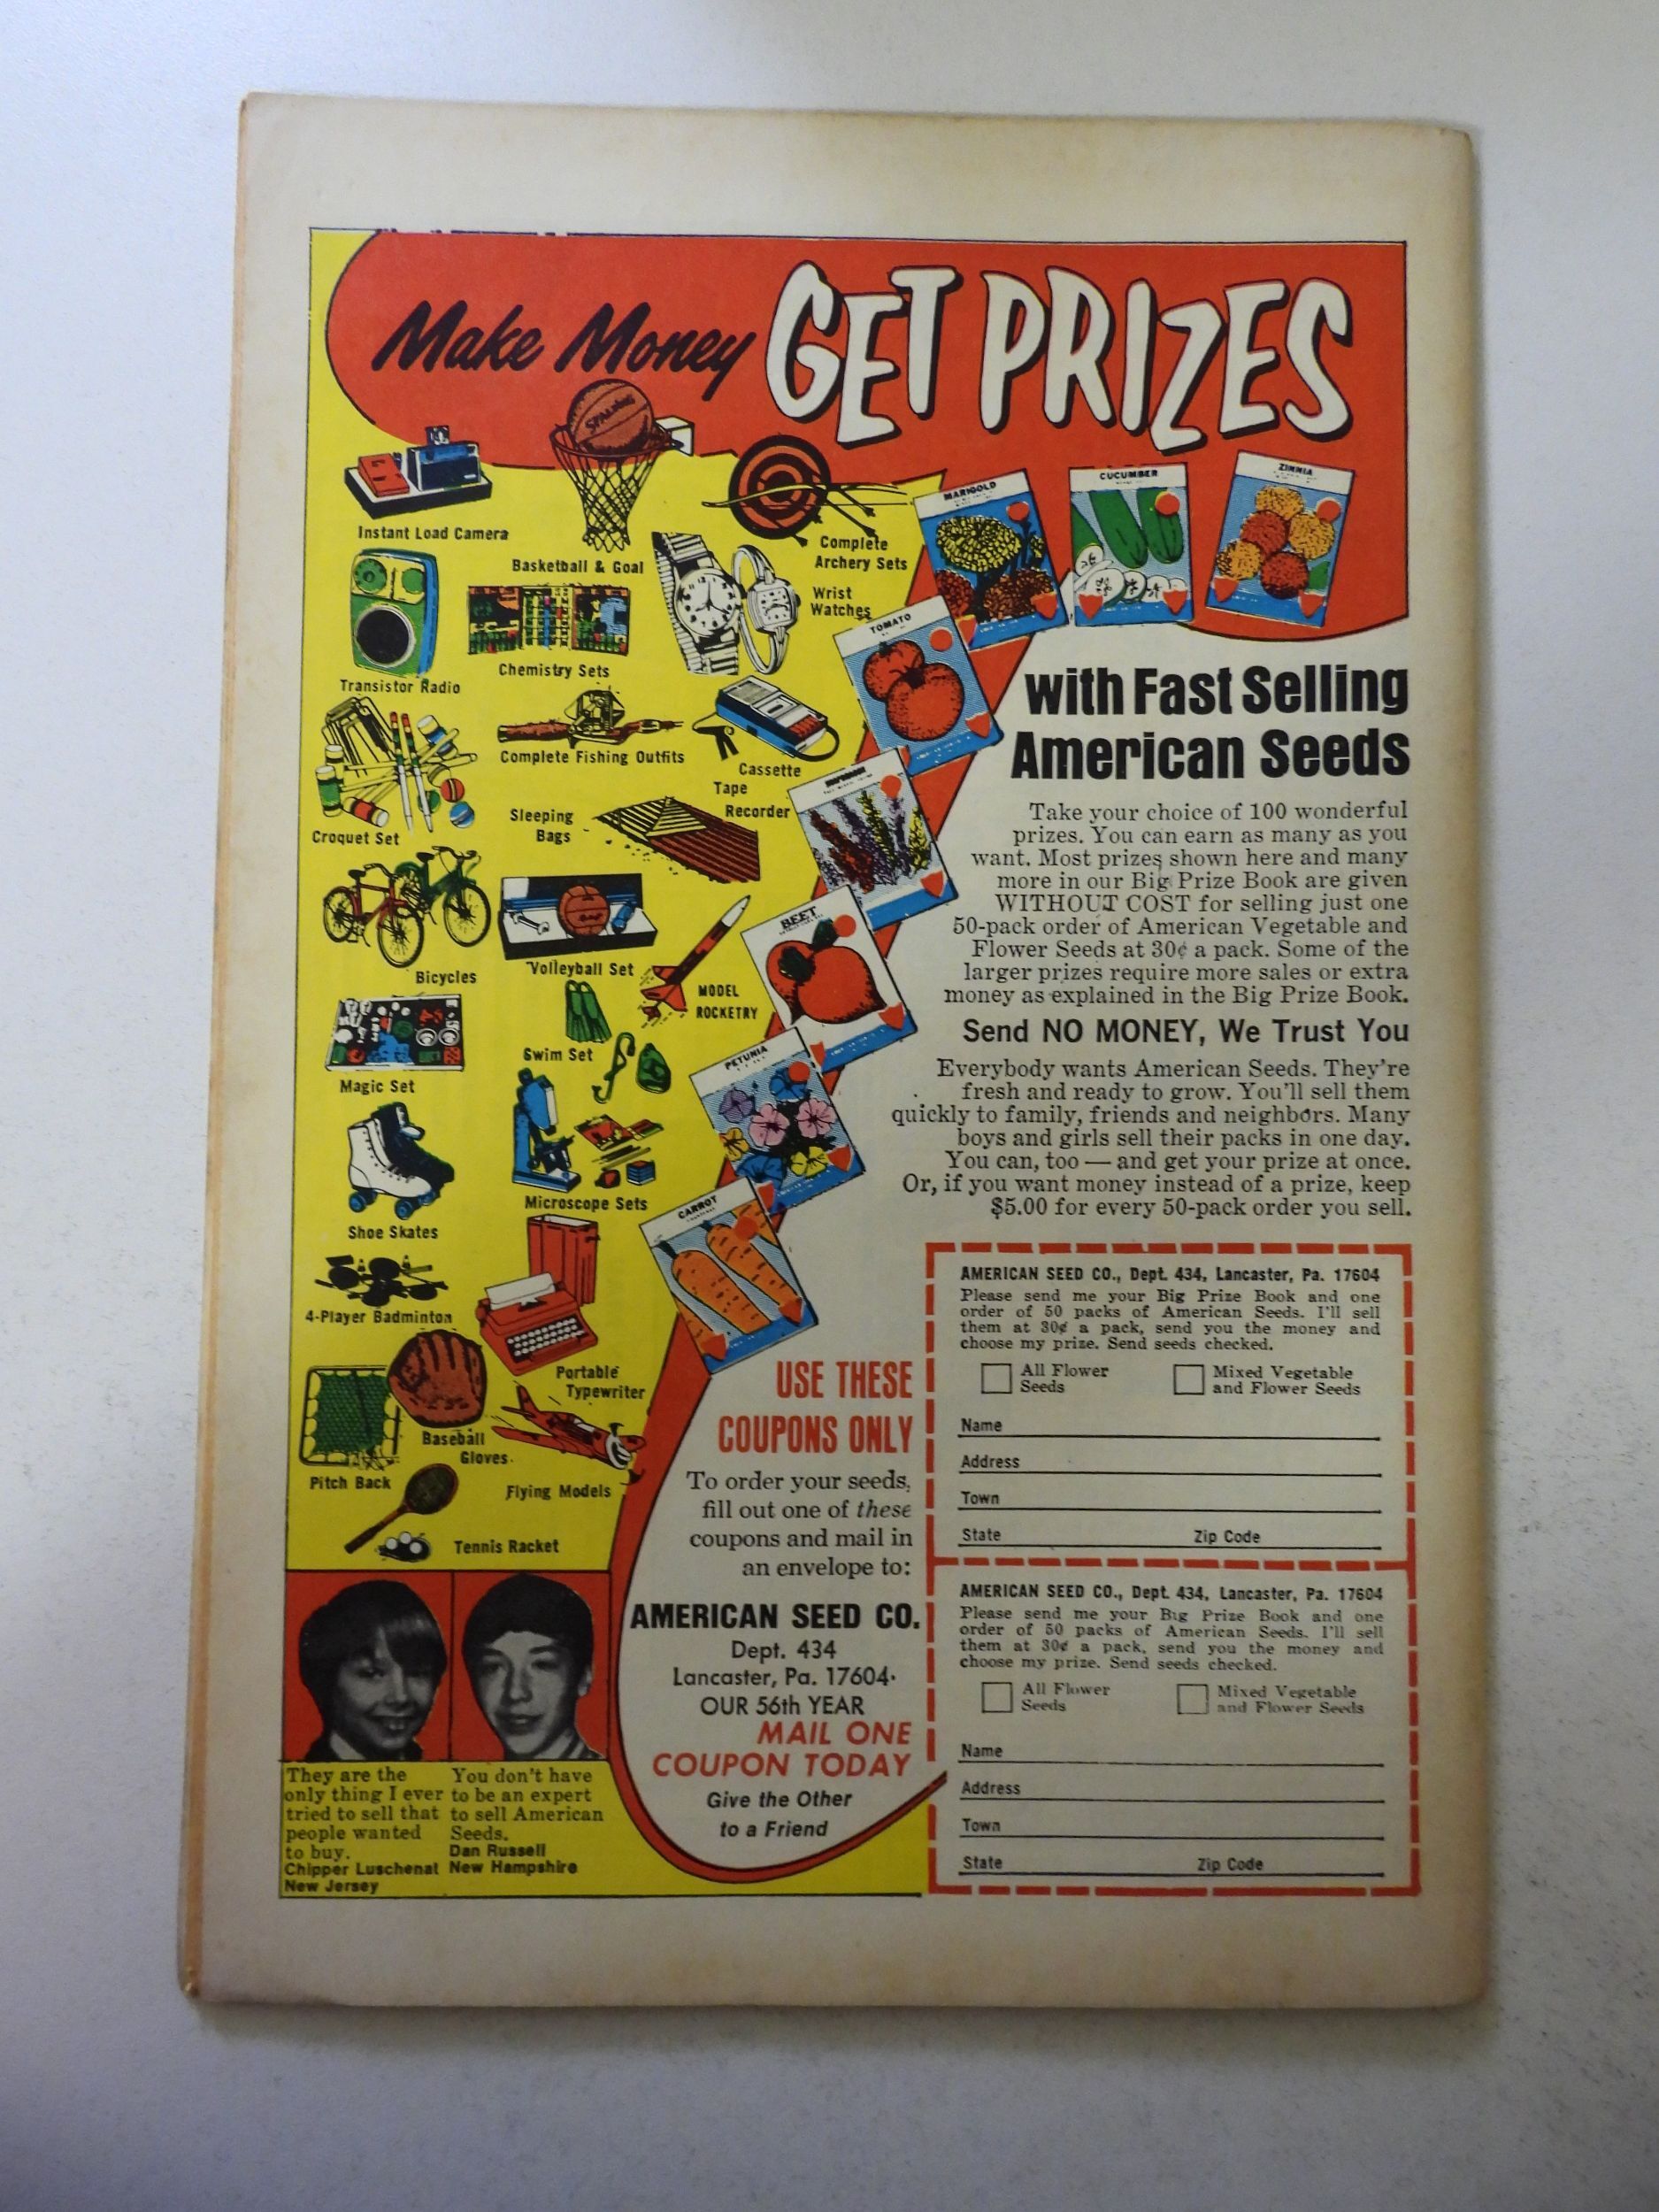 Make Money GET PRIZES
SPALDING
Instant Load Camera
Basketball & Goal
Complete
Archery Sets
Wrist
Watches
Transistor Radio
Chemistry Sets
Complete Fishing Outfits
Cassette
Tape
Recorder
Croquet Set
Sleeping
Bags
Bicycles
Volleyball Set
MODEL
ROCKETRY
Magic Set
Swim Set
Shoe Skates
Microscope Sets
4-Player Badminton
Portable
Typewriter
Baseball
Gloves
Pitch Back
Flying Models
Tennis Racket
MARIGOLD
CUCUMBER
ZINNIA
TOMATO
BEET
PETUNIA
CARROT
with Fast Selling
American Seeds
Take your choice of 100 wonderful
prizes. You can earn as many as you
want. Most prizes shown here and many
more in our Big Prize Book are given
WITHOUT COST for selling just one
50-pack order of American Vegetable and
Flower Seeds at 30¢ a pack. Some of the
larger prizes require more sales or extra
money as explained in the Big Prize Book.
Send NO MONEY, We Trust You
Everybody wants American Seeds. They're
fresh and ready to grow. You'll sell them
quickly to family, friends and neighbors. Many
boys and girls sell their packs in one day.
You can, too — and get your prize at once.
Or, if you want money instead of a prize, keep
$5.00 for every 50-pack order you sell.
USE THESE
COUPONS ONLY
To order your seeds,
fill out one of these
coupons and mail in
an envelope to:
AMERICAN SEED CO.
Dept. 434
Lancaster, Pa. 17604
OUR 56th YEAR
MAIL ONE
COUPON TODAY
Give the Other
to a Friend
AMERICAN SEED CO., Dept. 434, Lancaster, Pa. 17604
Please send me your Big Prize Book and one
order of 50 packs of American Seeds. I'll sell
them at 30¢ a pack, send you the money and
choose my prize. Send seeds checked.
All Flower
Seeds
Mixed Vegetable
and Flower Seeds
Name
Address
Town
State Zip Code
AMERICAN SEED CO., Dept. 434, Lancaster, Pa. 17604
Please send me your Big Prize Book and one
order of 50 packs of American Seeds. I'll sell
them at 30¢ a pack, send you the money and
choose my prize. Send seeds checked.
All Flower
Seeds
Mixed Vegetable
and Flower Seeds
Name
Address
Town
State Zip Code
They are the
only thing I ever
tried to sell that
people wanted
to buy.
Chipper Luschenat
New Jersey
You don't have
to be an expert
to sell American
Seeds.
Dan Russell
New Hampshire